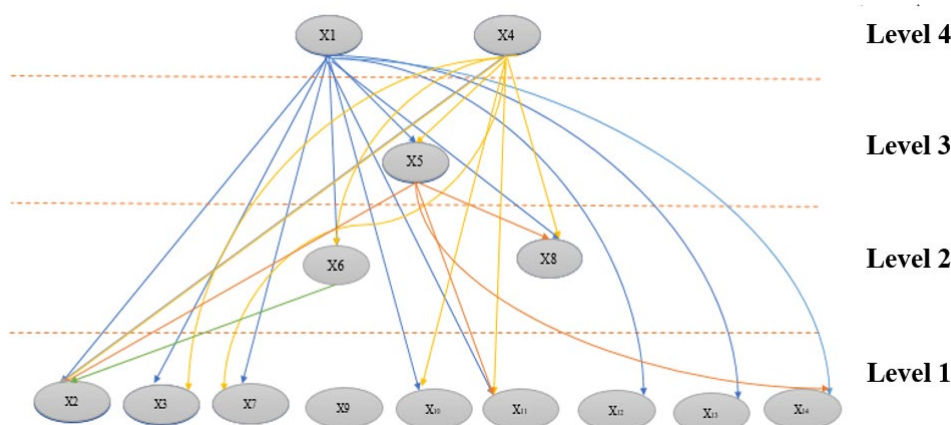 X1 X4 Level 4
X5 Level 3
X6 X8 Level 2
X2 X3 X7 X9 X10 X11 X12 X13 X14 Level 1